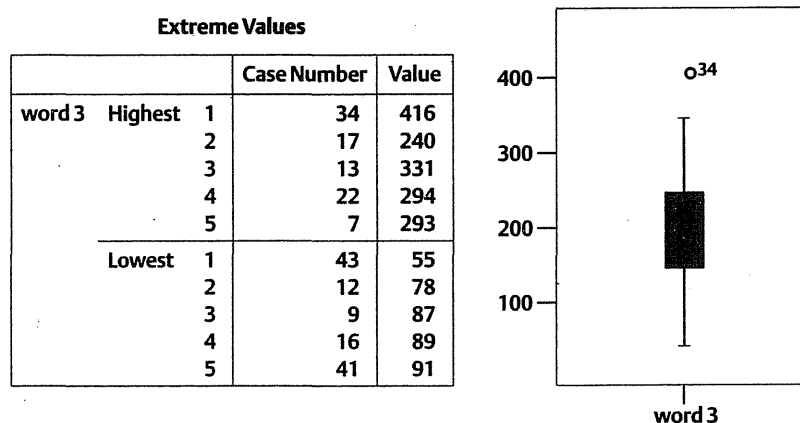 Extreme Values
Case Number Value
word 3 Highest 1 34 416
2 17 240
3 13 331
4 22 294
5 7 293
Lowest 1 43 55
2 12 78
3 9 87
4 16 89
5 41 91
400
34
300
200
100
word 3